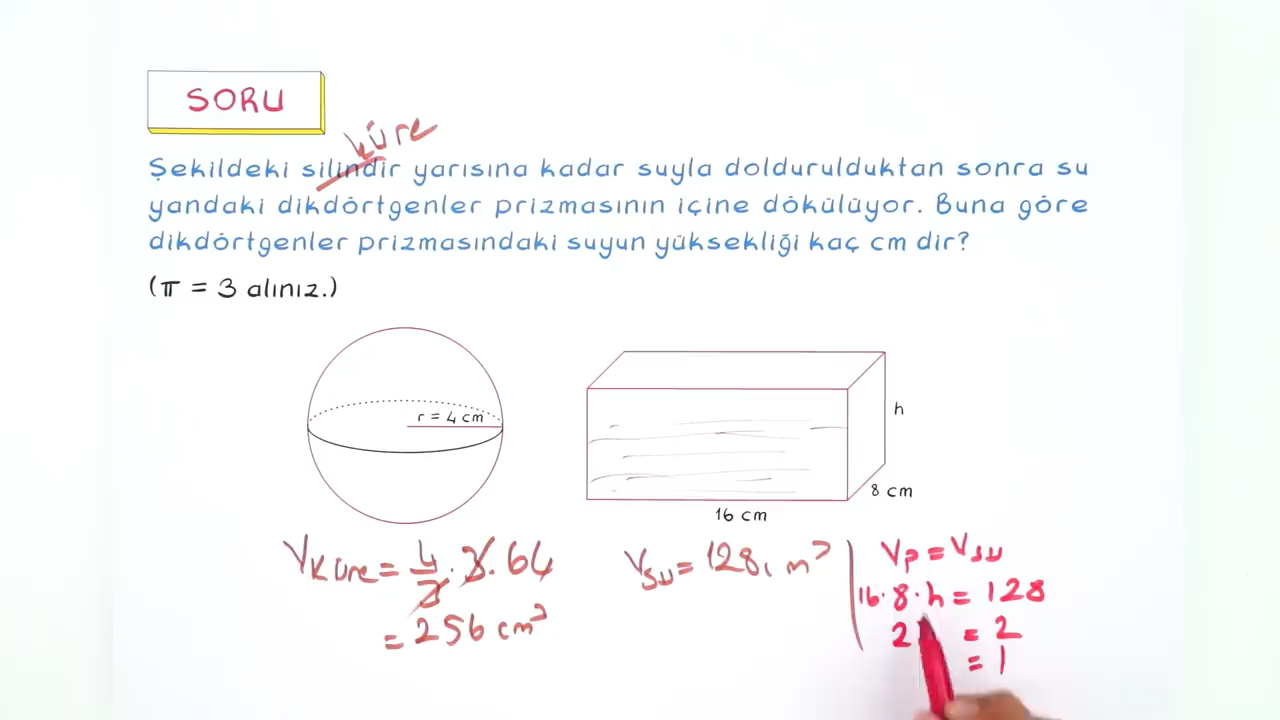 SORU
küre
Şekildeki silindir yarısına kadar suyla doldurulduktan sonra su
yandaki dikdörtgenler prizmasının içine dökülüyor. Buna göre
dikdörtgenler prizmasındaki suyun yüksekliği kaç cm dir?
(π = 3 alınız.)
r = 4 cm
h
8 cm
16 cm
Vküre = 4/3 . 3 . 64
= 256 cm³
Vsu = 128 cm³
Vp = Vsu
16 . 8 . h = 128
2 = 2
= 1